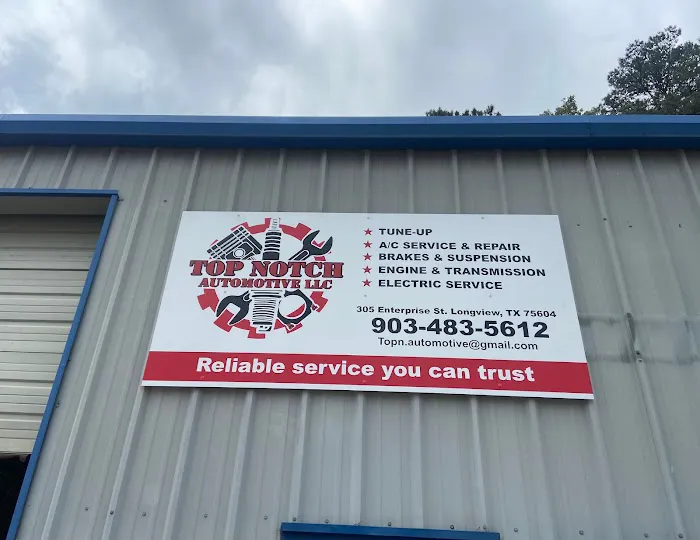 TOP NOTCH
AUTOMOTIVE LLC
TUNE-UP
A/C SERVICE & REPAIR
BRAKES & SUSPENSION
ENGINE & TRANSMISSION
ELECTRIC SERVICE
305 Enterprise St. Longview, TX 75604
903-483-5612
Topn.automotive@gmail.com
Reliable service you can trust